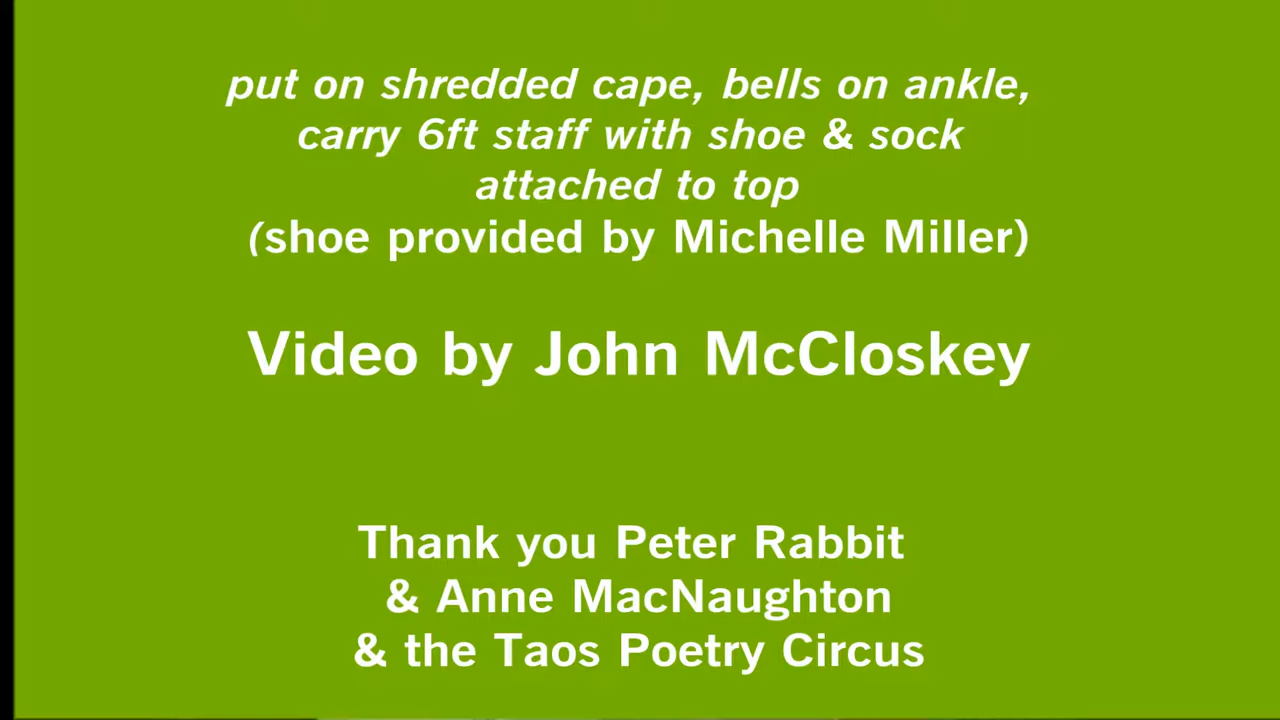 put on shredded cape, bells on ankle,
carry 6ft staff with shoe & sock
attached to top
(shoe provided by Michelle Miller)
Video by John McCloskey
Thank you Peter Rabbit
& Anne MacNaughton
& the Taos Poetry Circus